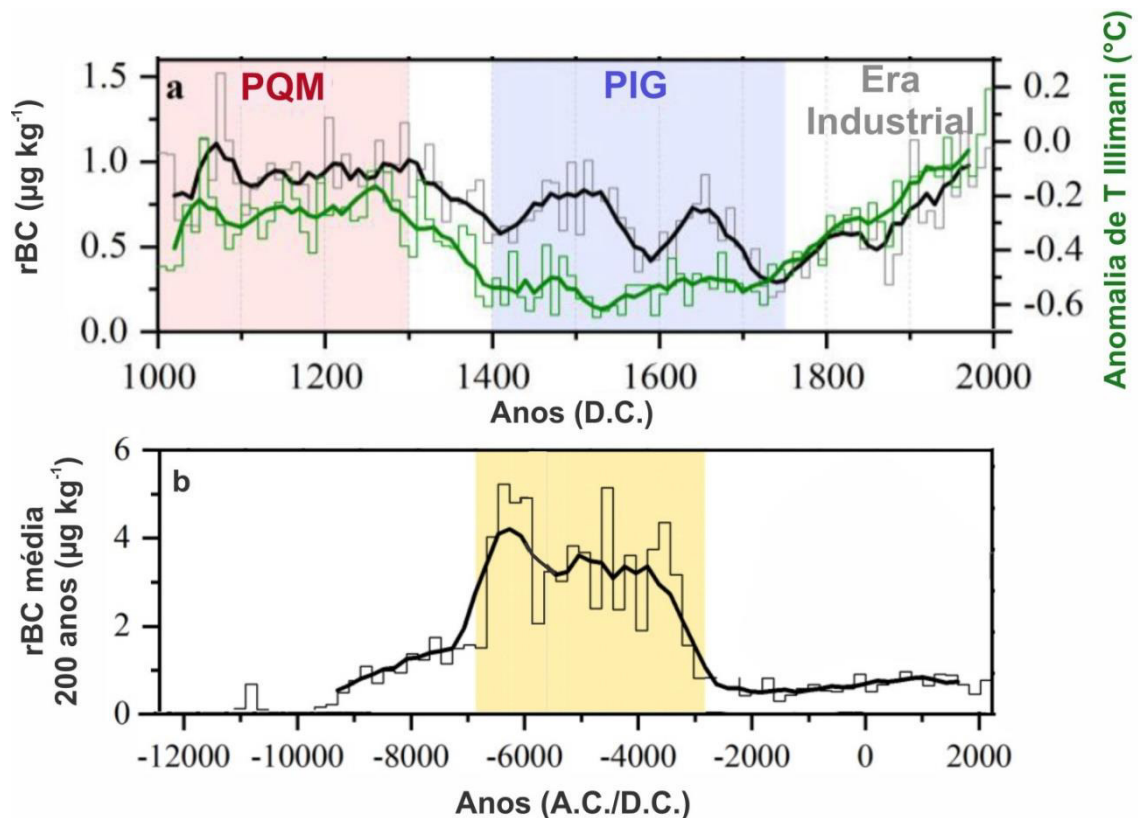 a
PQM
PIG
Era
Industrial
rBC (µg kg⁻¹)
1.5
1.0
0.5
0.0
0.2
0.0
-0.2
-0.4
-0.6
Anomalia de T Illimani (°C)
1000 1200 1400 1600 1800 2000
Anos (D.C.)
b
rBC média
200 anos (µg kg⁻¹)
6
4
2
0
-12000 -10000 -8000 -6000 -4000 -2000 0 2000
Anos (A.C./D.C.)